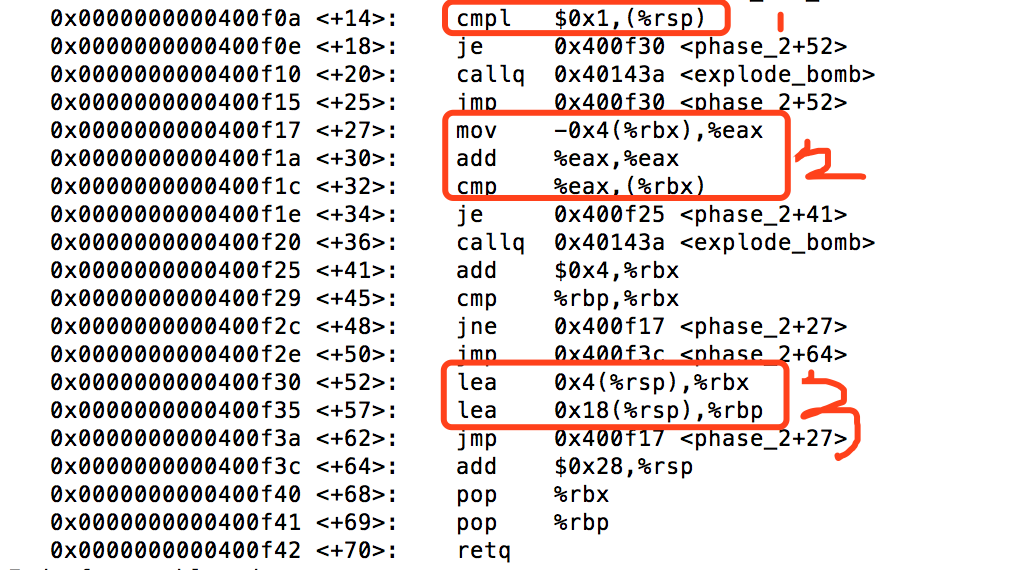 0x0000000000400f0a <+14>: cmpl $0x1,(%rsp) 1
0x0000000000400f0e <+18>: je 0x400f30 <phase_2+52>
0x0000000000400f10 <+20>: callq 0x40143a <explode_bomb>
0x0000000000400f15 <+25>: jmp 0x400f30 <phase_2+52>
0x0000000000400f17 <+27>: mov -0x4(%rbx),%eax
0x0000000000400f1a <+30>: add %eax,%eax 2
0x0000000000400f1c <+32>: cmp %eax,(%rbx)
0x0000000000400f1e <+34>: je 0x400f25 <phase_2+41>
0x0000000000400f20 <+36>: callq 0x40143a <explode_bomb>
0x0000000000400f25 <+41>: add $0x4,%rbx
0x0000000000400f29 <+45>: cmp %rbp,%rbx
0x0000000000400f2c <+48>: jne 0x400f17 <phase_2+27>
0x0000000000400f2e <+50>: jmp 0x400f3c <phase_2+64>
0x0000000000400f30 <+52>: lea 0x4(%rsp),%rbx 3
0x0000000000400f35 <+57>: lea 0x18(%rsp),%rbp
0x0000000000400f3a <+62>: jmp 0x400f17 <phase_2+27>
0x0000000000400f3c <+64>: add $0x28,%rsp
0x0000000000400f40 <+68>: pop %rbx
0x0000000000400f41 <+69>: pop %rbp
0x0000000000400f42 <+70>: retq